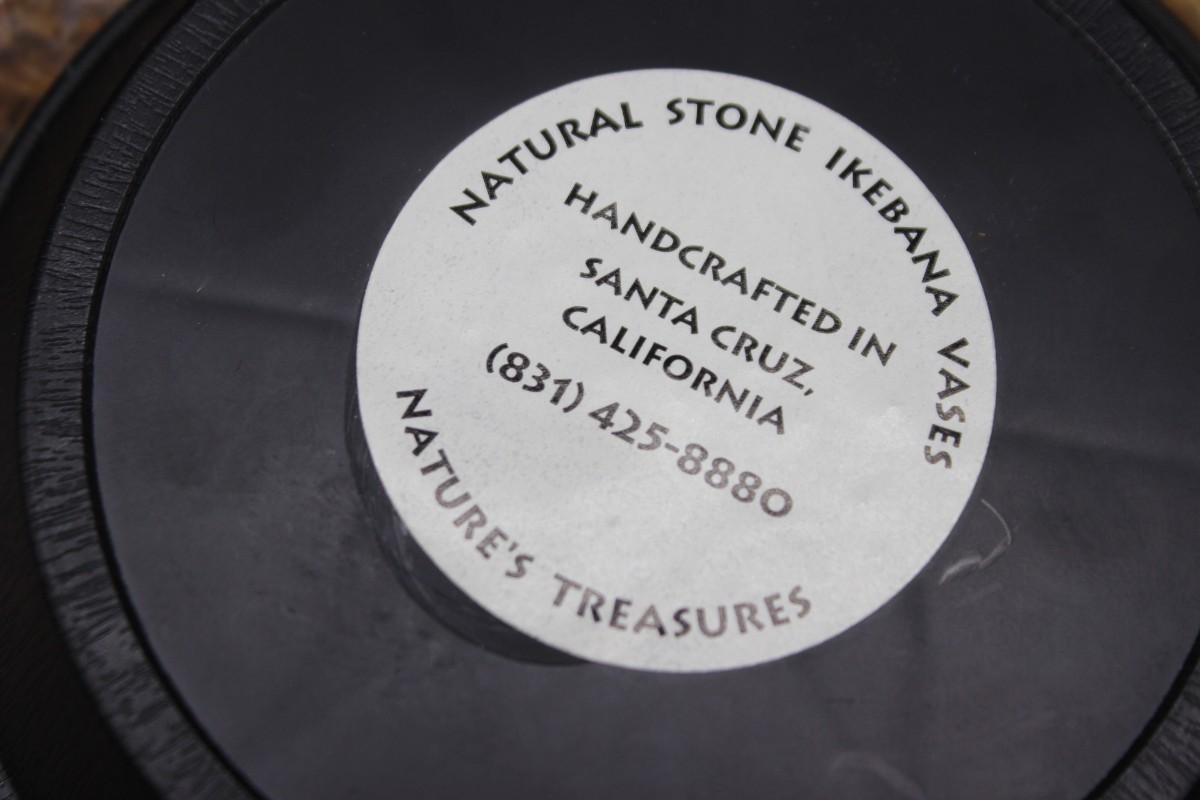 NATURAL STONE IKEBANA VASES
HANDCRAFTED IN
SANTA CRUZ,
CALIFORNIA
(831) 425-8880
NATURE'S TREASURES